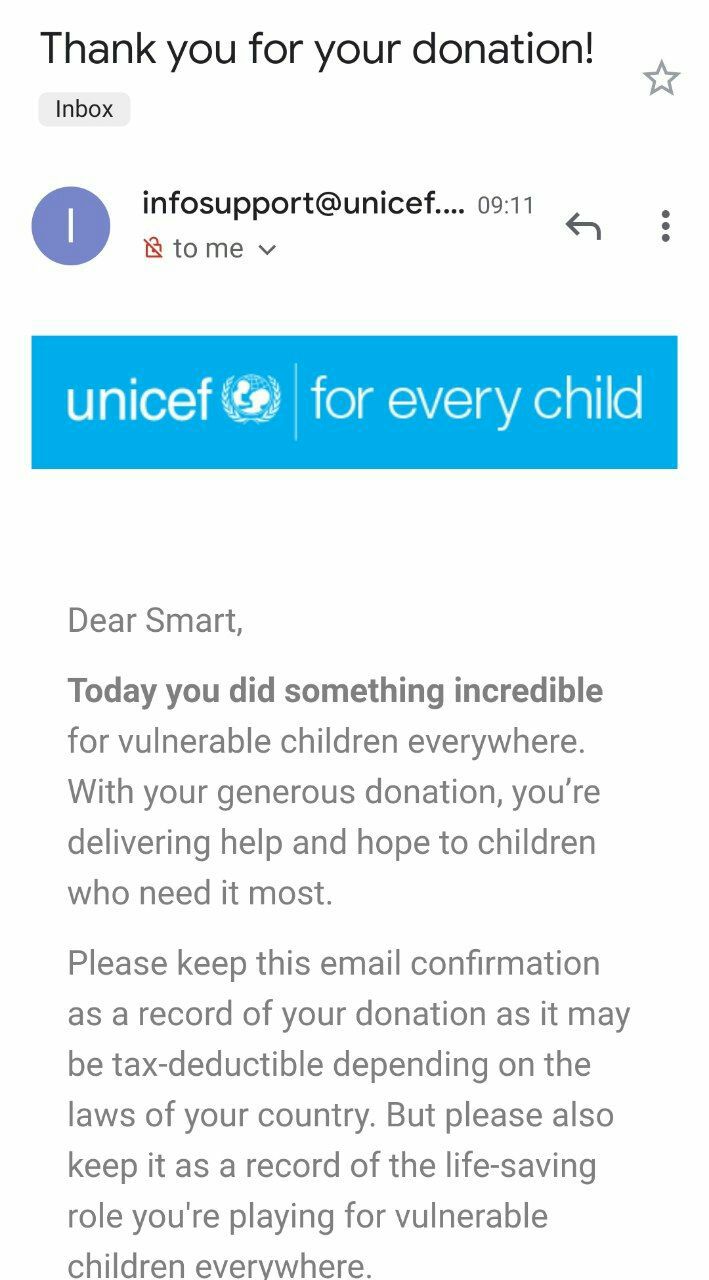 Thank you for your donation!
Inbox
I
infosupport@unicef.... 09:11
to me
unicef for every child
Dear Smart,
Today you did something incredible
for vulnerable children everywhere.
With your generous donation, you’re
delivering help and hope to children
who need it most.
Please keep this email confirmation
as a record of your donation as it may
be tax-deductible depending on the
laws of your country. But please also
keep it as a record of the life-saving
role you're playing for vulnerable
children everywhere.